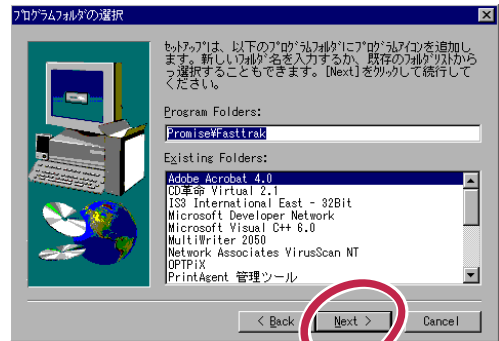 プログラムフォルダの選択
ｾｯﾄｱｯﾌﾟは、以下のﾌﾟﾛｸﾞﾗﾑﾌｫﾙﾀﾞにﾌﾟﾛｸﾞﾗﾑｱｲｺﾝを追加し
ます。新しいﾌｫﾙﾀﾞ名を入力するか、既存のﾌｫﾙﾀﾞﾘｽﾄから
っ選択することもできます。[Next]をｸﾘｯｸして続行して
ください。
Program Folders:
Promise¥Fasttrak
Existing Folders:
Adobe Acrobat 4.0
CD革命 Virtual 2.1
IS3 International East - 32Bit
Microsoft Developer Network
Microsoft Visual C++ 6.0
MultiWriter 2050
Network Associates VirusScan NT
OPTPiX
PrintAgent 管理ツール
< Back
Next >
Cancel